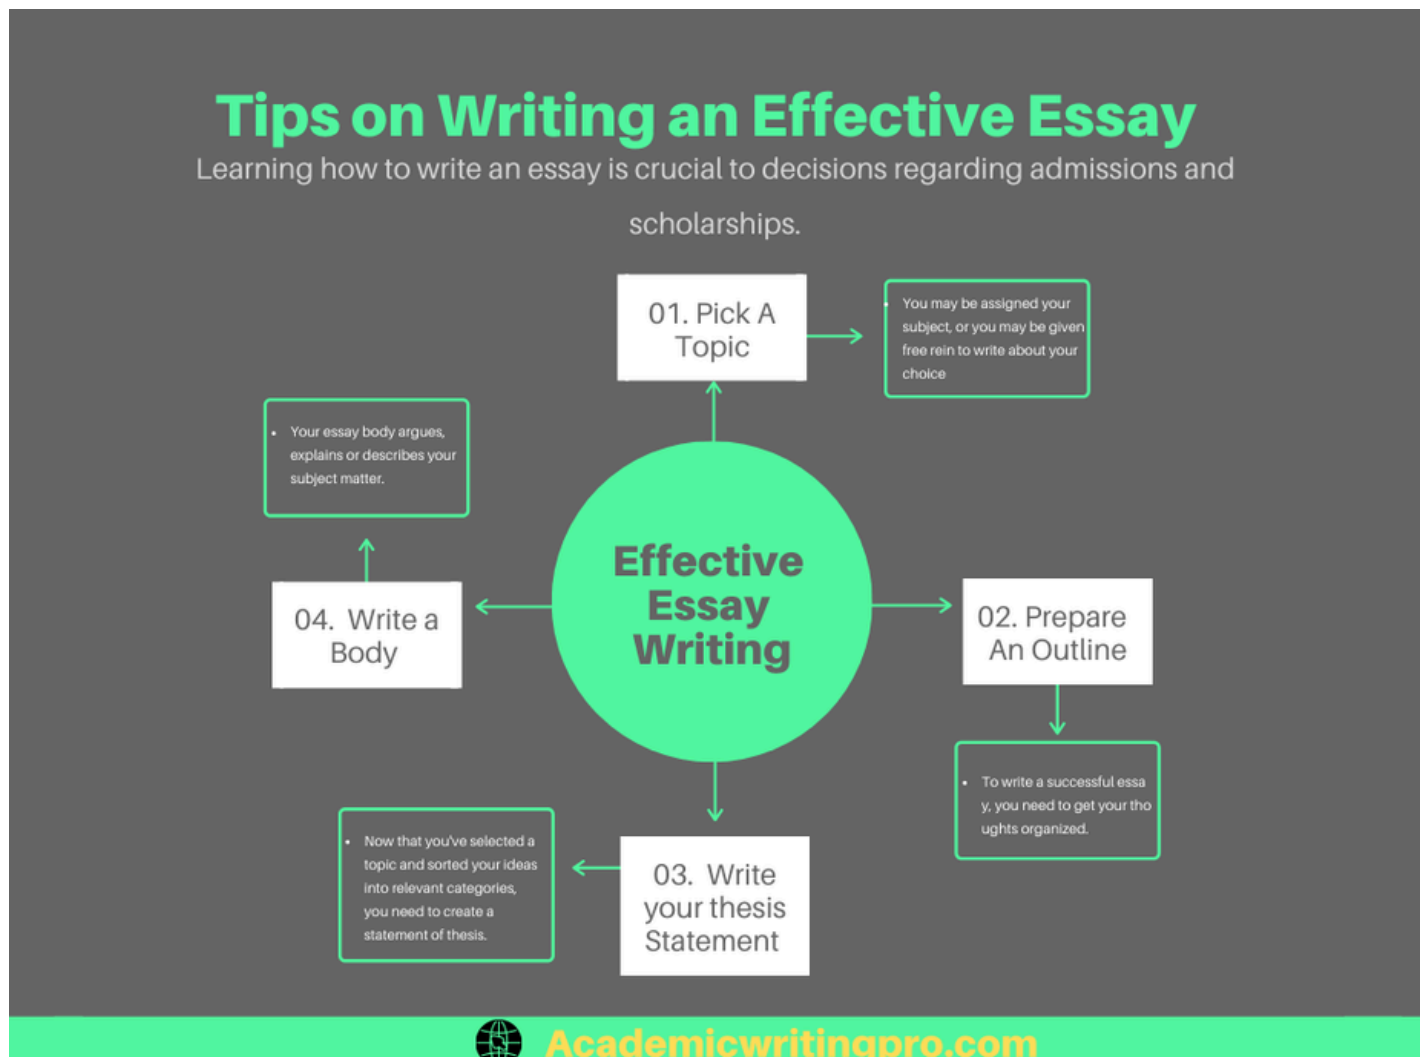 Tips on Writing an Effective Essay
Learning how to write an essay is crucial to decisions regarding admissions and
scholarships.
01. Pick A
Topic
• You may be assigned your
subject, or you may be given
free rein to write about your
choice
• Your essay body argues,
explains or describes your
subject matter.
Effective
Essay
Writing
04. Write a
Body
02. Prepare
An Outline
• To write a successful essa
y, you need to get your tho
ughts organized.
• Now that you've selected a
topic and sorted your ideas
into relevant categories,
you need to create a
statement of thesis.
03. Write
your thesis
Statement
Academicwritingpro.com